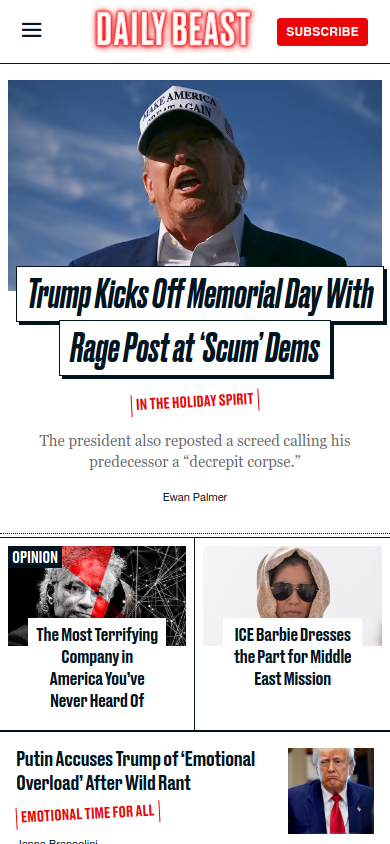 DAILY BEAST
SUBSCRIBE
MAKE AMERICA
GREAT AGAIN
Trump Kicks Off Memorial Day With
Rage Post at ‘Scum’ Dems
IN THE HOLIDAY SPIRIT
The president also reposted a screed calling his
predecessor a “decrepit corpse.”
Ewan Palmer
OPINION
The Most Terrifying
Company in
America You’ve
Never Heard Of
ICE Barbie Dresses
the Part for Middle
East Mission
Putin Accuses Trump of ‘Emotional
Overload’ After Wild Rant
EMOTIONAL TIME FOR ALL